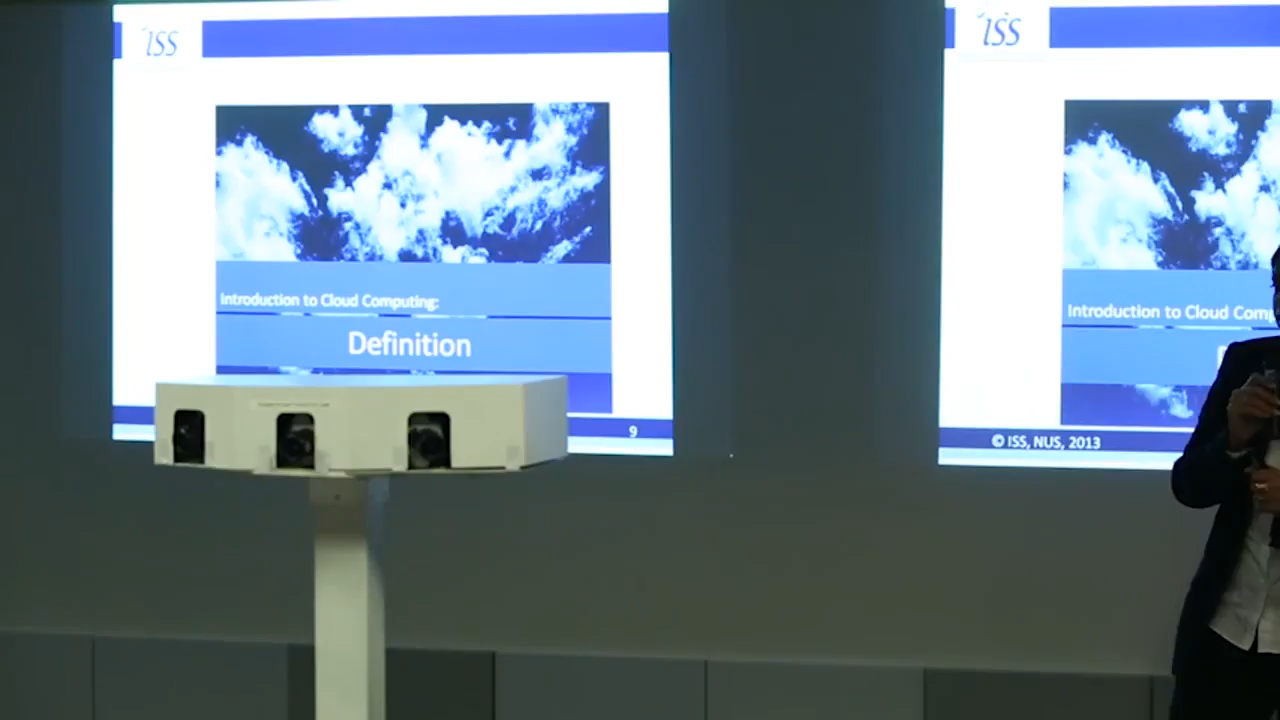 ISS
Introduction to Cloud Computing:
Definition
9
ISS
Introduction to Cloud Comp
© ISS, NUS, 2013